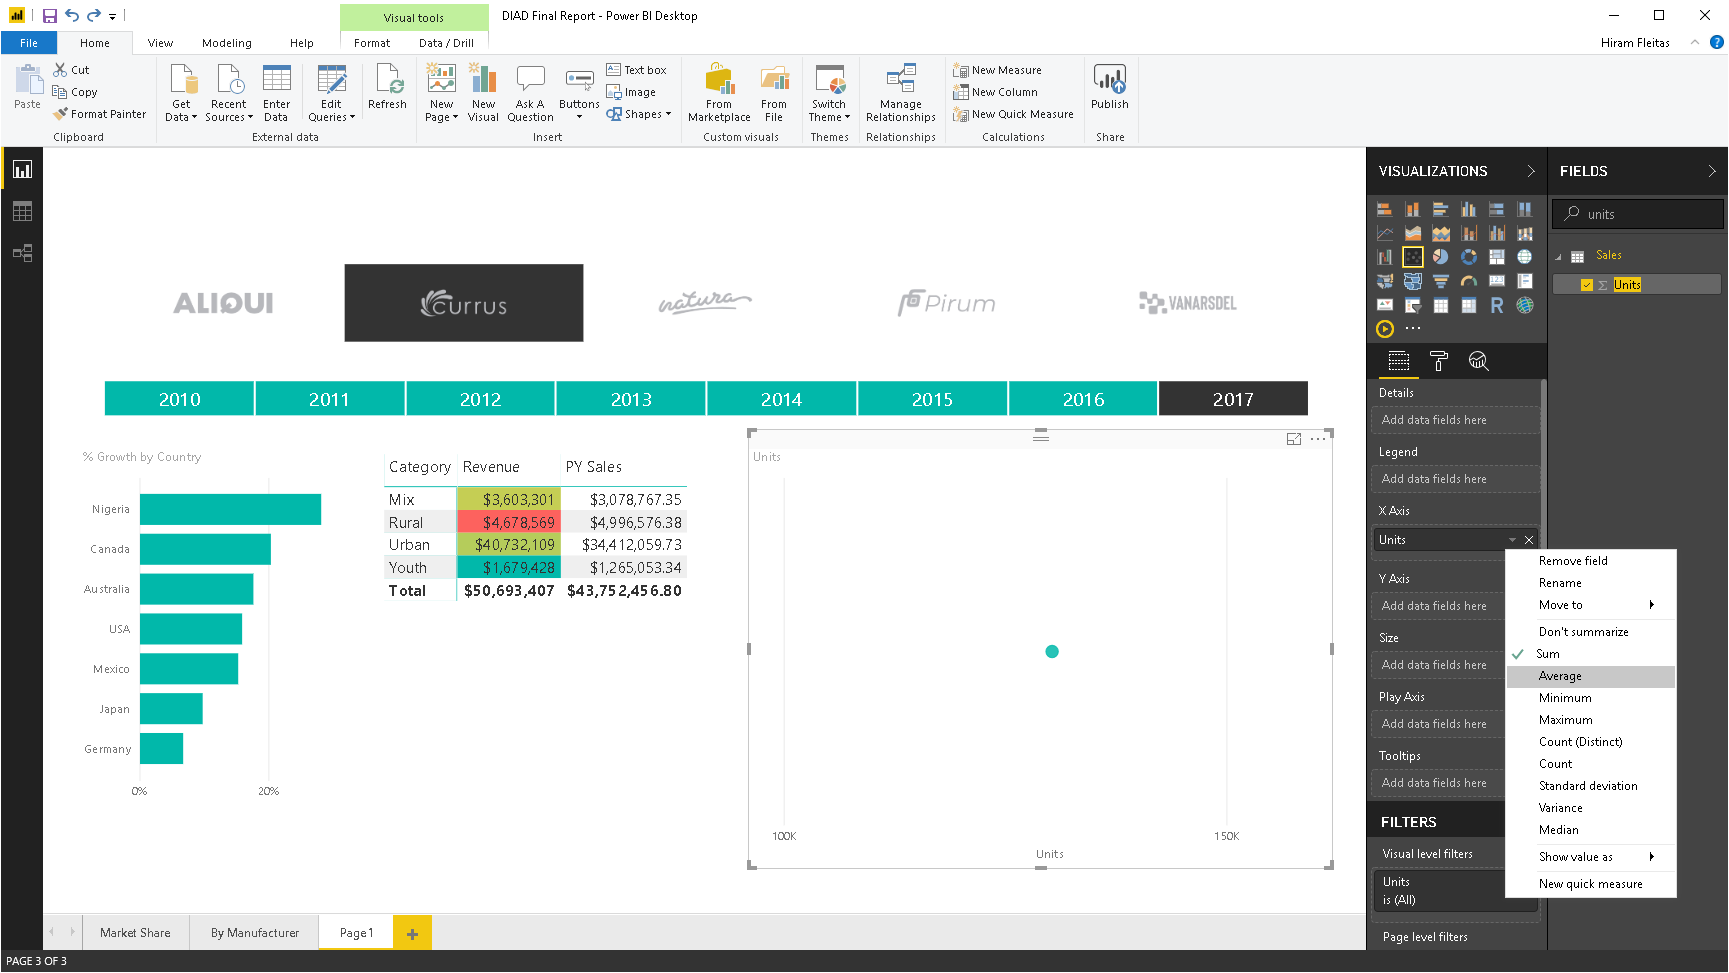 Visual tools
DIAD Final Report - Power BI Desktop
File
Home
View
Modeling
Help
Format
Data / Drill
Hiram Fleitas
?
Paste
Cut
Copy
Format Painter
Clipboard
Get Data
Recent Sources
Enter Data
Edit Queries
Refresh
External data
New Page
New Visual
Ask A Question
Buttons
Text box
Image
Shapes
Insert
From Marketplace
From File
Custom visuals
Switch Theme
Themes
Manage Relationships
Relationships
New Measure
New Column
New Quick Measure
Calculations
Publish
Share
ALIQUI
currus
natura
Pirum
VANARSDEL
2010
2011
2012
2013
2014
2015
2016
2017
% Growth by Country
Nigeria
Canada
Australia
USA
Mexico
Japan
Germany
0%
20%
Category Revenue PY Sales
Mix $3,603,301 $3,078,767.35
Rural $4,678,569 $4,996,576.38
Urban $40,732,109 $34,412,059.73
Youth $1,679,428 $1,265,053.34
Total $50,693,407 $43,752,456.80
Units
100K
150K
Units
VISUALIZATIONS
R
Details
Add data fields here
Legend
Add data fields here
X Axis
Units
Y Axis
Add data fields here
Size
Add data fields here
Play Axis
Add data fields here
Tooltips
Add data fields here
FILTERS
Visual level filters
Units
is (All)
Page level filters
FIELDS
units
Sales
Σ Units
Remove field
Rename
Move to
Don't summarize
Sum
Average
Minimum
Maximum
Count (Distinct)
Count
Standard deviation
Variance
Median
Show value as
New quick measure
Market Share
By Manufacturer
Page1
+
PAGE 3 OF 3